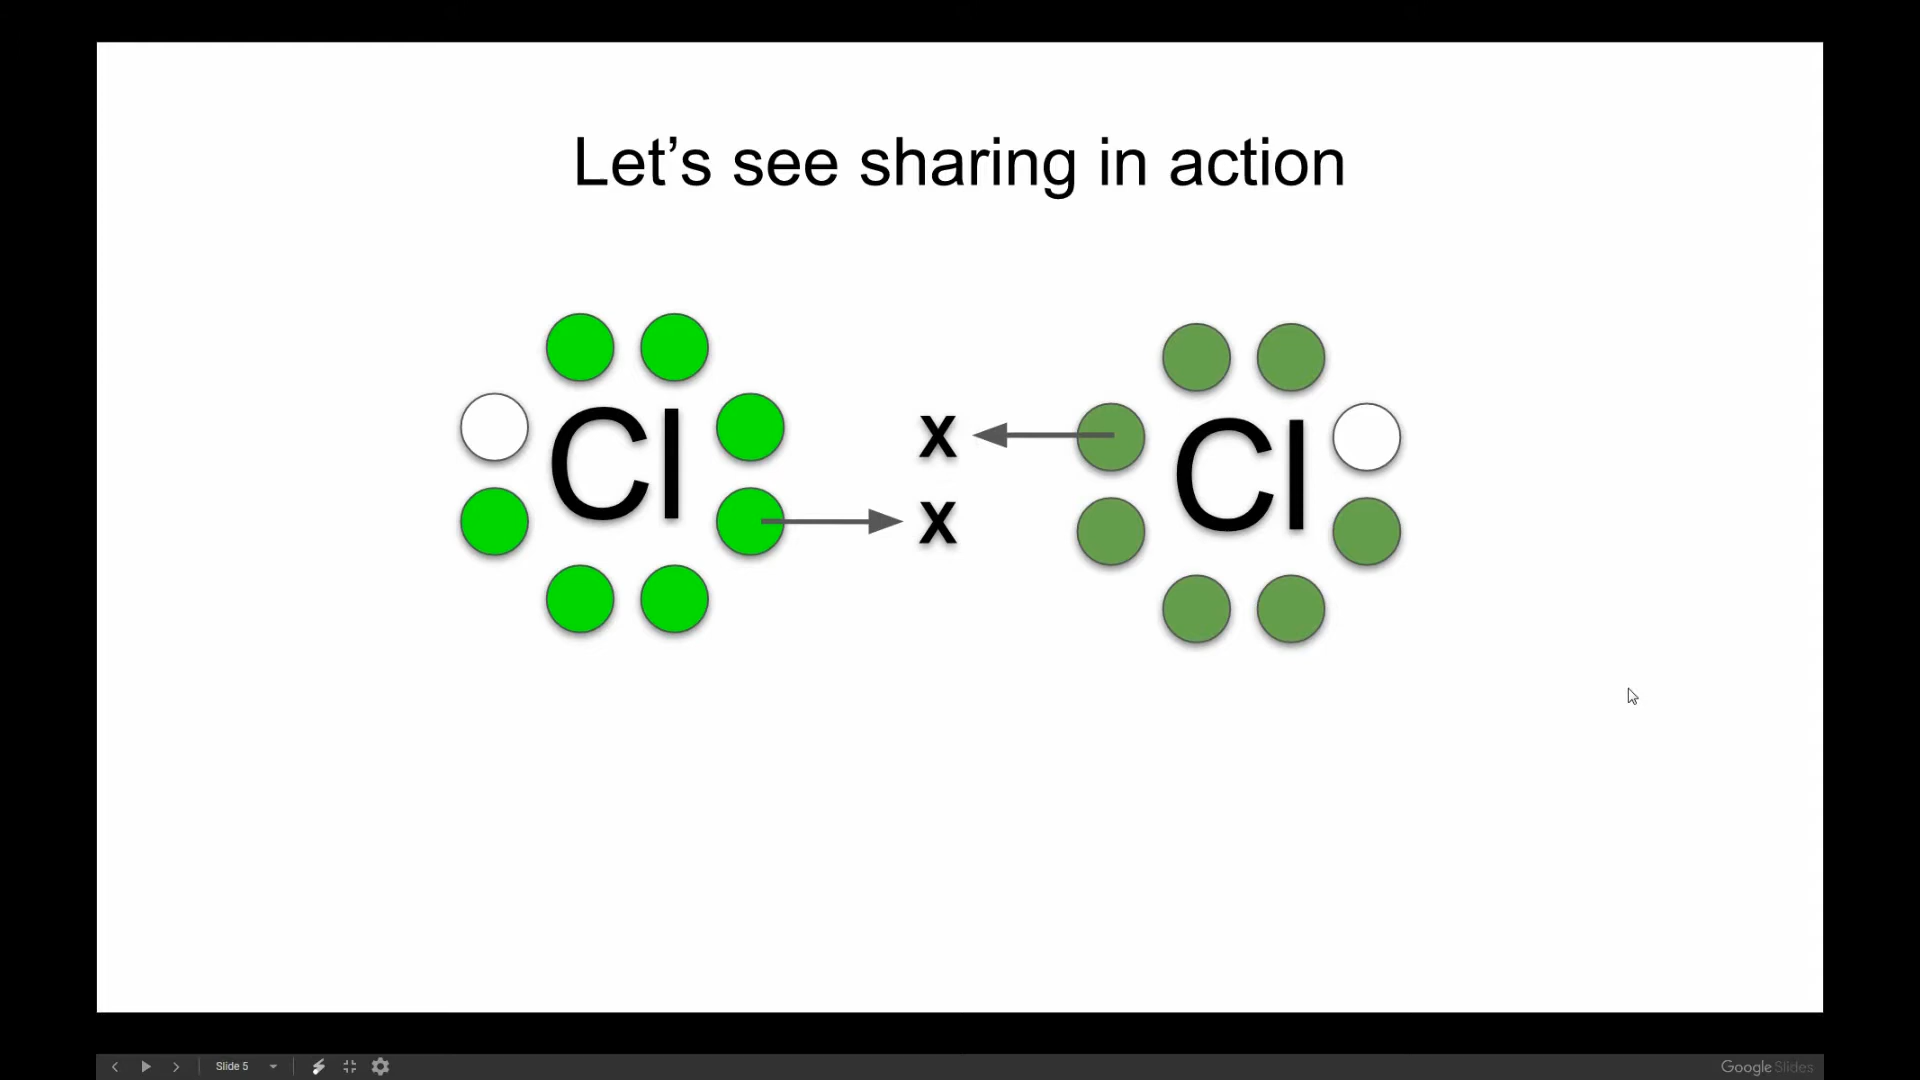 Let’s see sharing in action
Cl
x
x
Cl
Slide 5
Google Slides